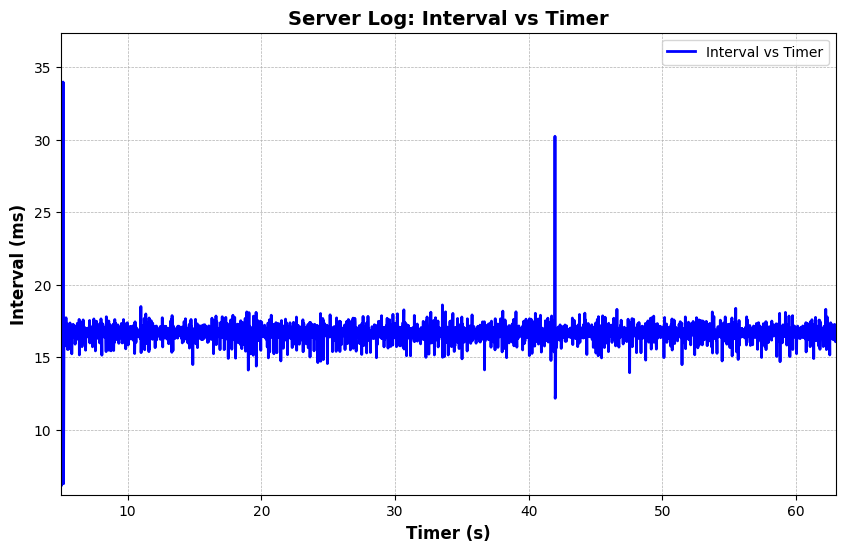 Server Log: Interval vs Timer
Interval vs Timer
35
30
25
20
15
10
Interval (ms)
10 20 30 40 50 60
Timer (s)